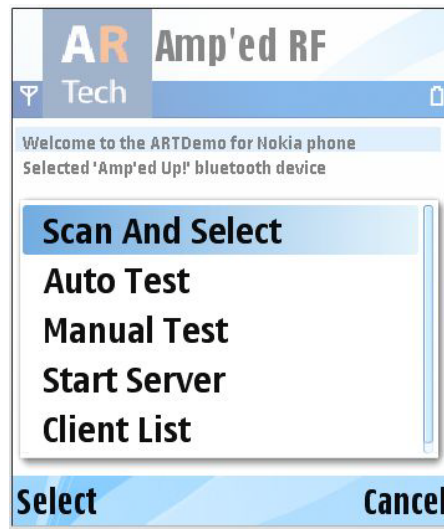 AR
Tech
Amp'ed RF
Welcome to the ARTDemo for Nokia phone
Selected 'Amp'ed Up!' bluetooth device
Scan And Select
Auto Test
Manual Test
Start Server
Client List
Select
Cancel